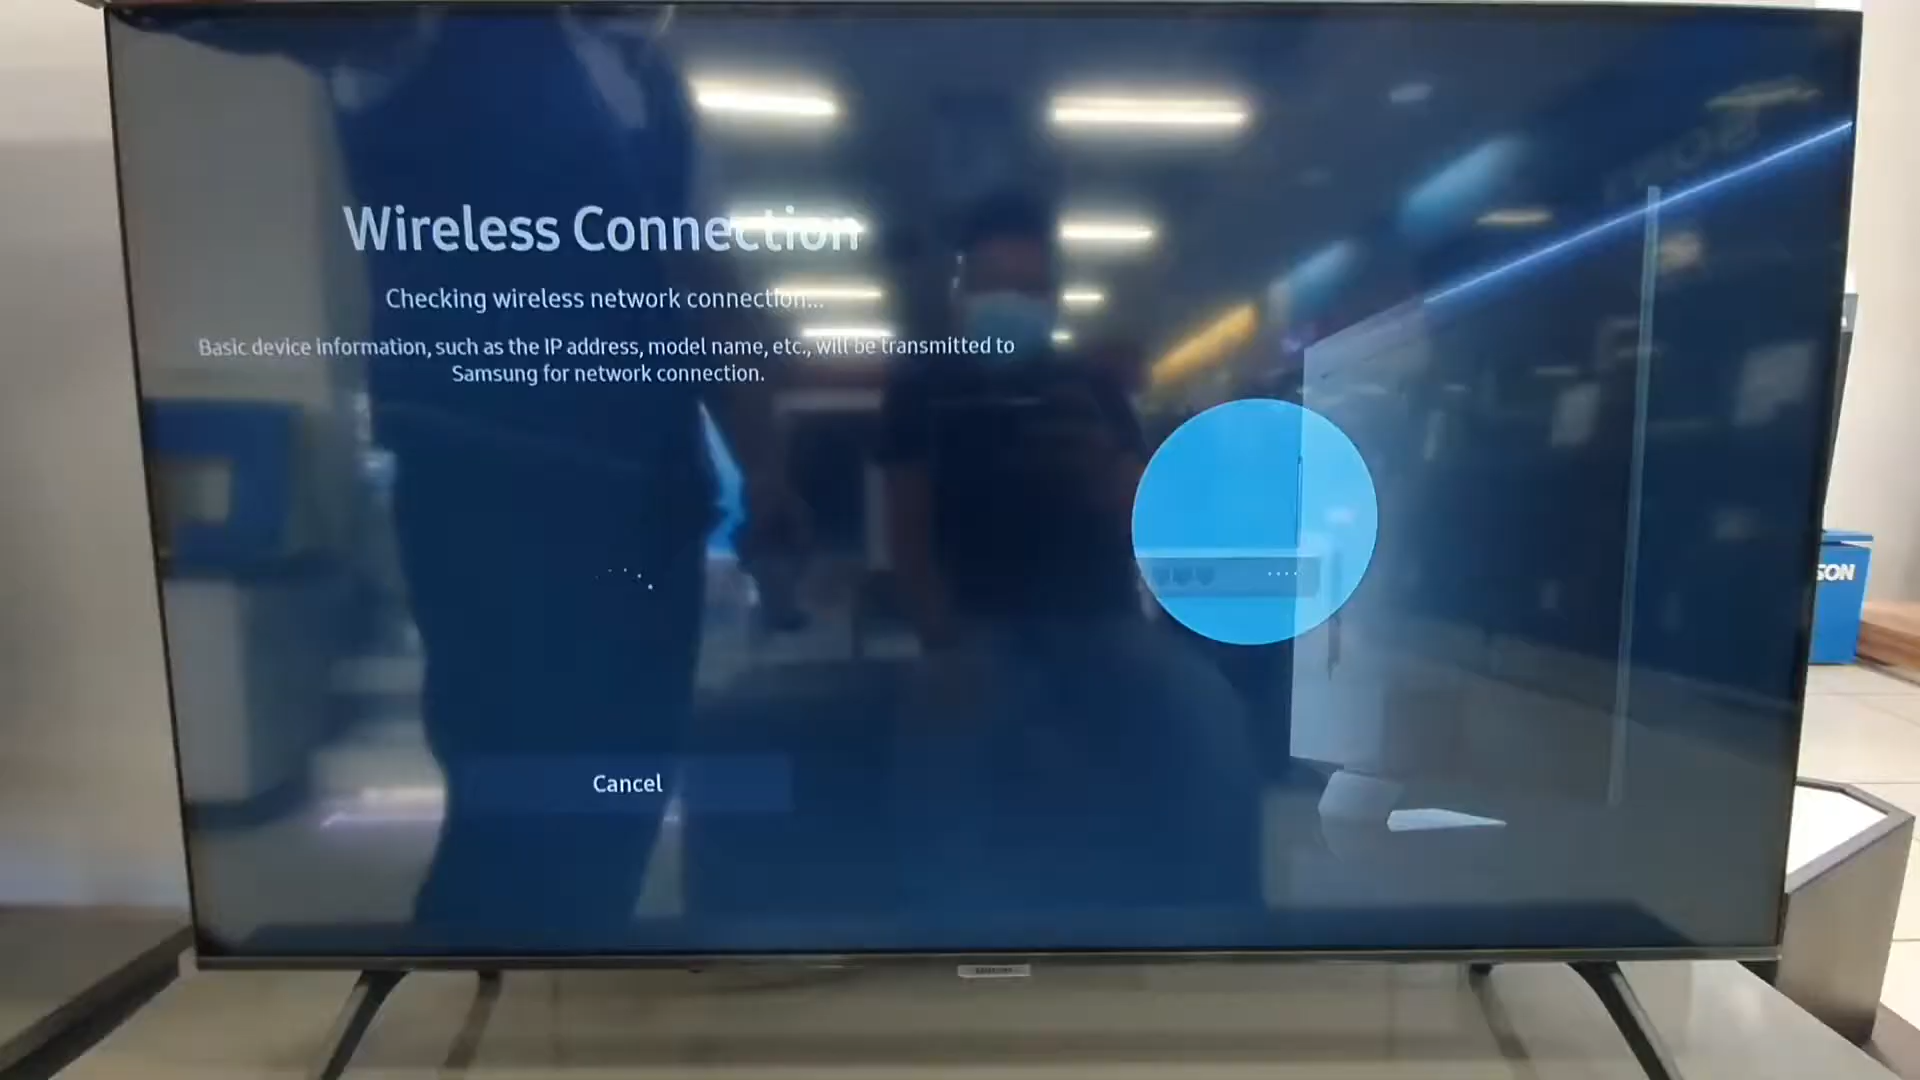 Wireless Connection
Checking wireless network connection...
Basic device information, such as the IP address, model name, etc., will be transmitted to
Samsung for network connection.
Cancel
SON